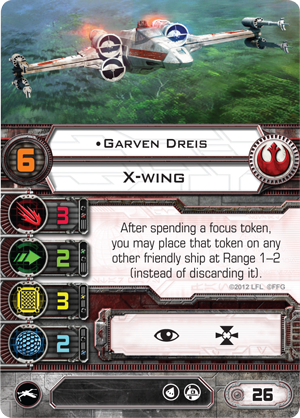 •Garven Dreis
6
X-wing
3
After spending a focus token,
you may place that token on any
other friendly ship at Range 1–2
(instead of discarding it).
2
©2012 LFL ©FFG
3
2
26